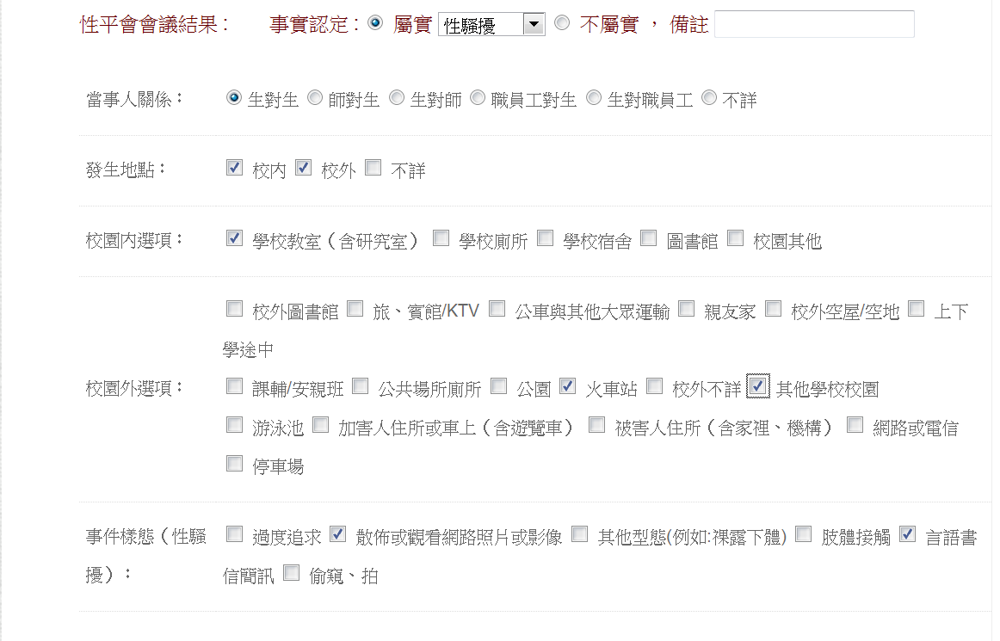 性平會會議結果： 事實認定：屬實 性騷擾 不屬實 ， 備註
當事人關係： 生對生 師對生 生對師 職員工對生 生對職員工 不詳
發生地點： 校內 校外 不詳
校園內選項： 學校教室（含研究室） 學校廁所 學校宿舍 圖書館 校園其他
校外圖書館 旅、賓館/KTV 公車與其他大眾運輸 親友家 校外空屋/空地 上下
學途中
校園外選項： 課輔/安親班 公共場所廁所 公園 火車站 校外不詳 其他學校校園
游泳池 加害人住所或車上（含遊覽車） 被害人住所（含家裡、機構） 網路或電信
停車場
事件樣態（性騷 過度追求 散佈或觀看網路照片或影像 其他型態(例如:裸露下體) 肢體接觸 言語書
擾）： 信簡訊 偷窺、拍